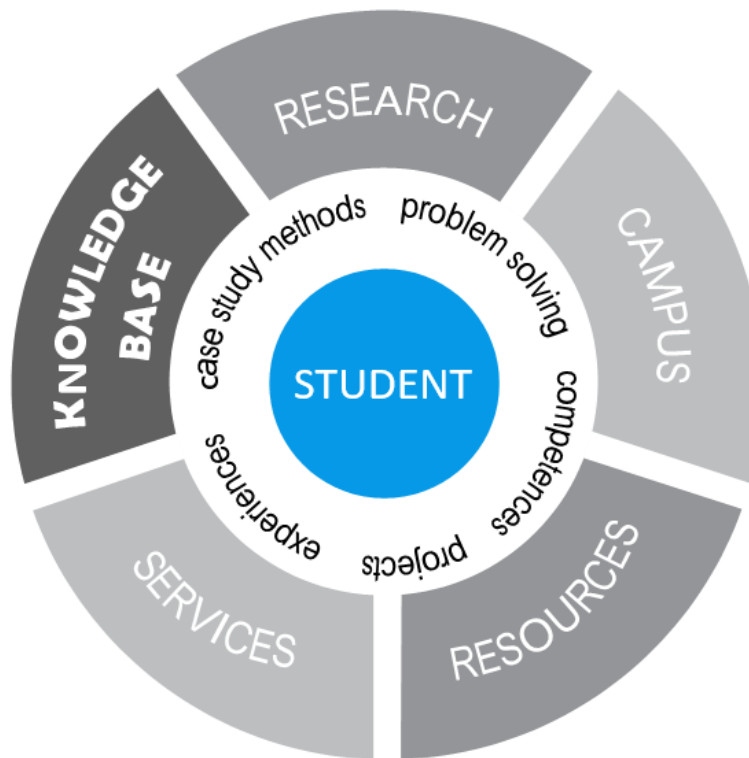 RESEARCH
CAMPUS
RESOURCES
SERVICES
KNOWLEDGE
BASE
case study methods
problem solving
competences
projects
experiences
STUDENT